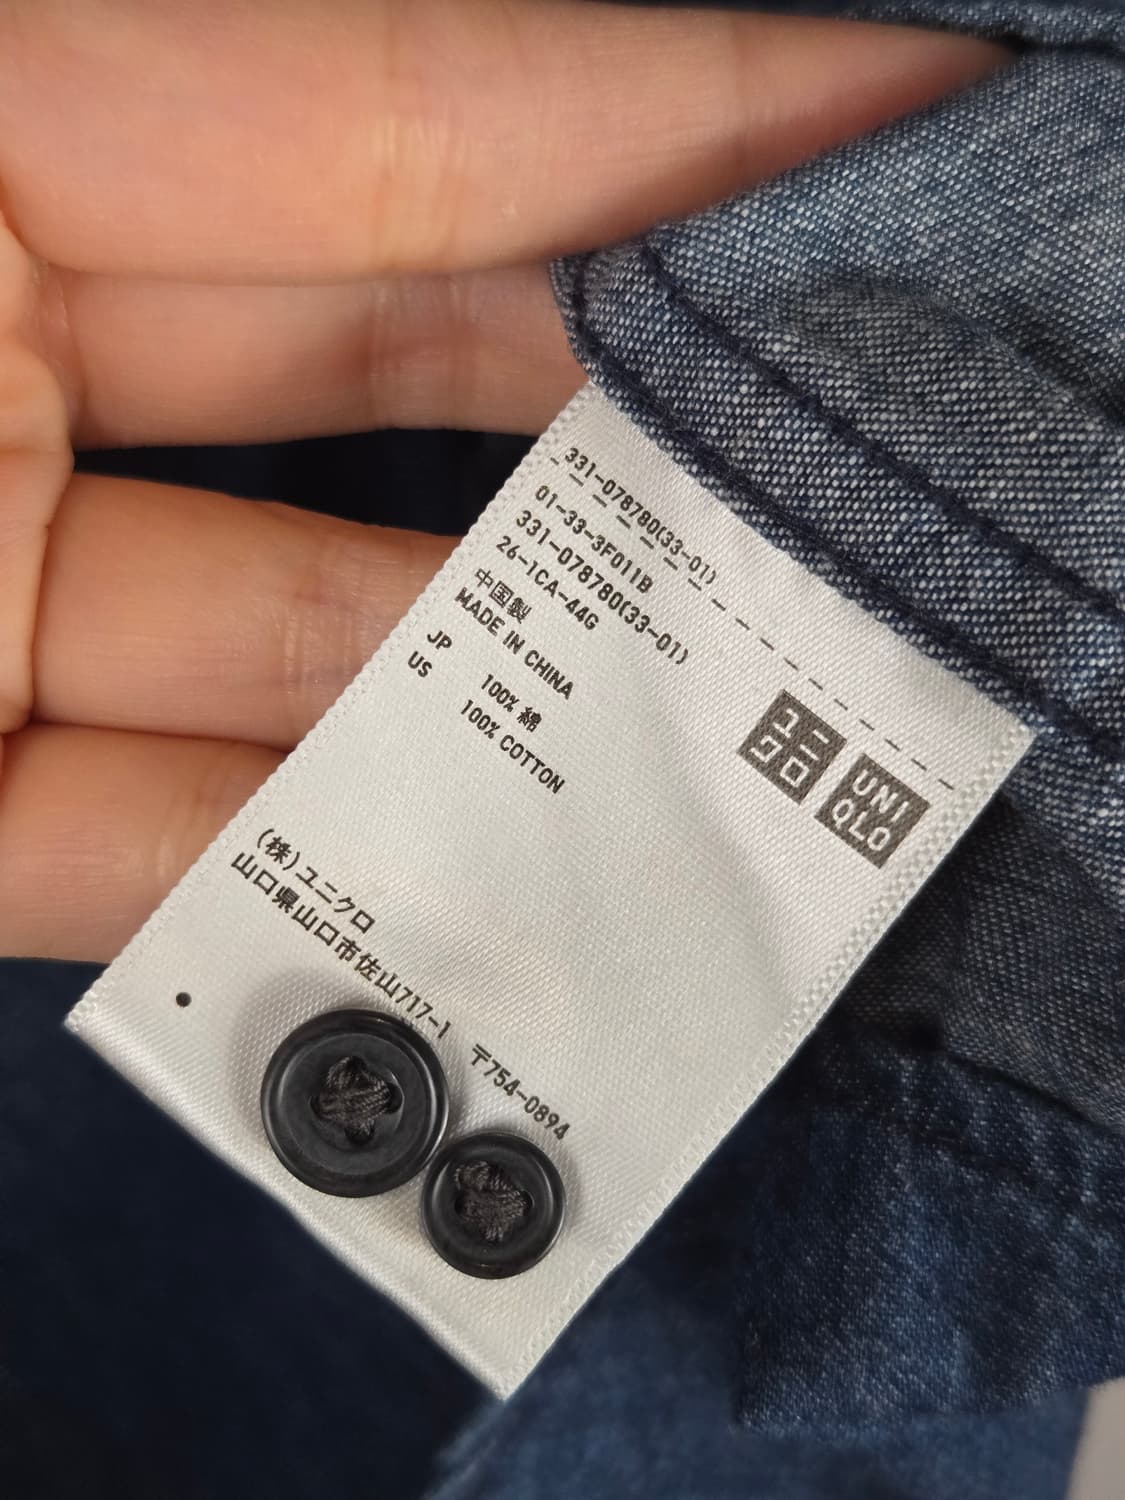 331-078780(33-01)
01-33-3F011B
331-078780(33-01)
26-1CA-44G
中国製
MADE IN CHINA
JP 100% 綿
US 100% COTTON
ユニ
クロ
UNI
QLO
(株)ユニクロ
山口県山口市佐山717-1 〒754-0894